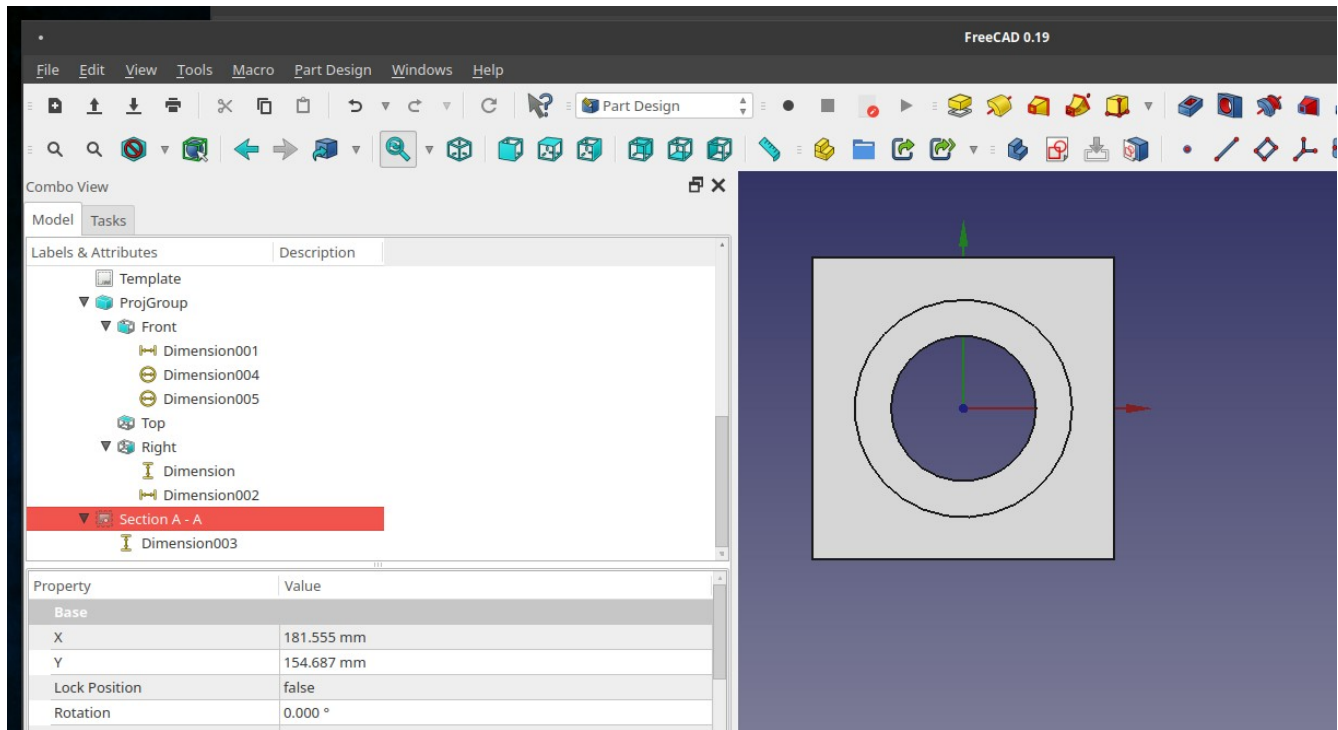 FreeCAD 0.19
File Edit View Tools Macro Part Design Windows Help
Part Design
Combo View
Model Tasks
Labels & Attributes Description
Template
ProjGroup
Front
Dimension001
Dimension004
Dimension005
Top
Right
Dimension
Dimension002
Section A - A
Dimension003
Property Value
Base
X 181.555 mm
Y 154.687 mm
Lock Position false
Rotation 0.000 °